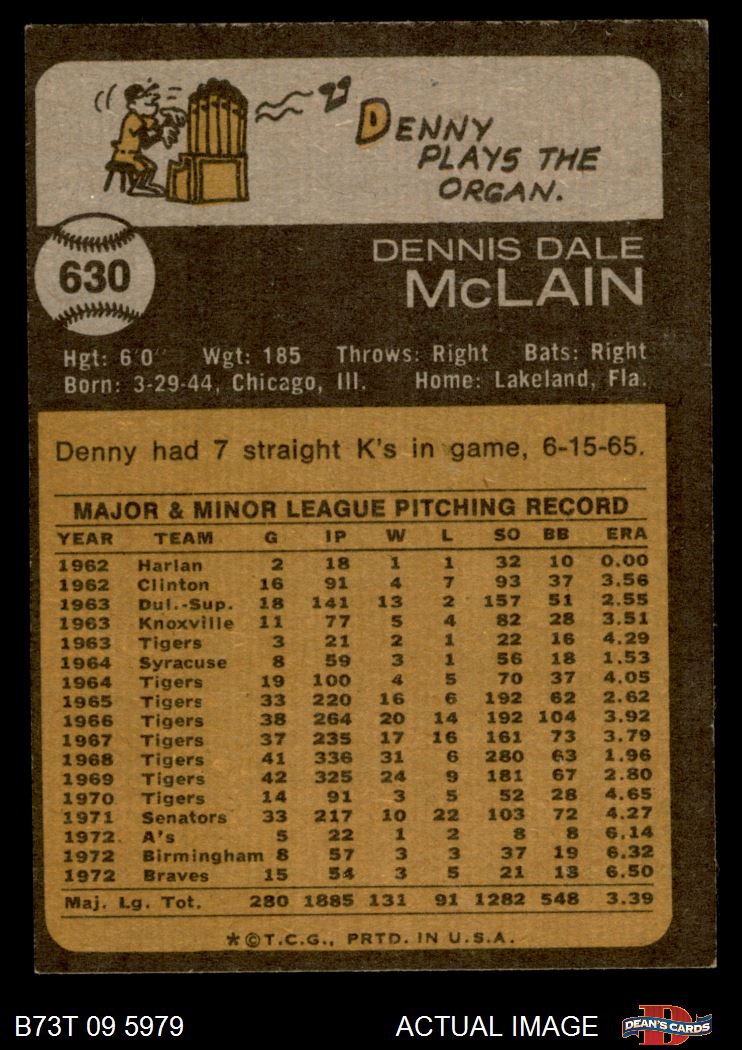 DENNY
PLAYS THE
ORGAN.
630
DENNIS DALE
McLAIN
Hgt: 6'0" Wgt: 185 Throws: Right Bats: Right
Born: 3-29-44, Chicago, Ill. Home: Lakeland, Fla.
Denny had 7 straight K's in game, 6-15-65.
MAJOR & MINOR LEAGUE PITCHING RECORD
YEAR TEAM G IP W L SO BB ERA
1962 Harlan 2 18 1 1 32 10 0.00
1962 Clinton 16 91 4 7 93 37 3.56
1963 Dul.-Sup. 18 141 13 2 157 51 2.55
1963 Knoxville 11 77 5 4 82 28 3.51
1963 Tigers 3 21 2 1 22 16 4.29
1964 Syracuse 8 59 3 1 56 18 1.53
1964 Tigers 19 100 4 5 70 37 4.05
1965 Tigers 33 220 16 6 192 62 2.62
1966 Tigers 38 264 20 14 192 104 3.92
1967 Tigers 37 235 17 16 161 73 3.79
1968 Tigers 41 336 31 6 280 63 1.96
1969 Tigers 42 325 24 9 181 67 2.80
1970 Tigers 14 91 3 5 52 28 4.65
1971 Senators 33 217 10 22 103 72 4.27
1972 A's 5 22 1 2 8 8 6.14
1972 Birmingham 8 57 3 3 37 19 6.32
1972 Braves 15 54 3 5 21 13 6.50
Maj. Lg. Tot. 280 1885 131 91 1282 548 3.39
*©T.C.G., PRTD. IN U.S.A.
B73T 09 5979 ACTUAL IMAGE D DEAN'S CARDS